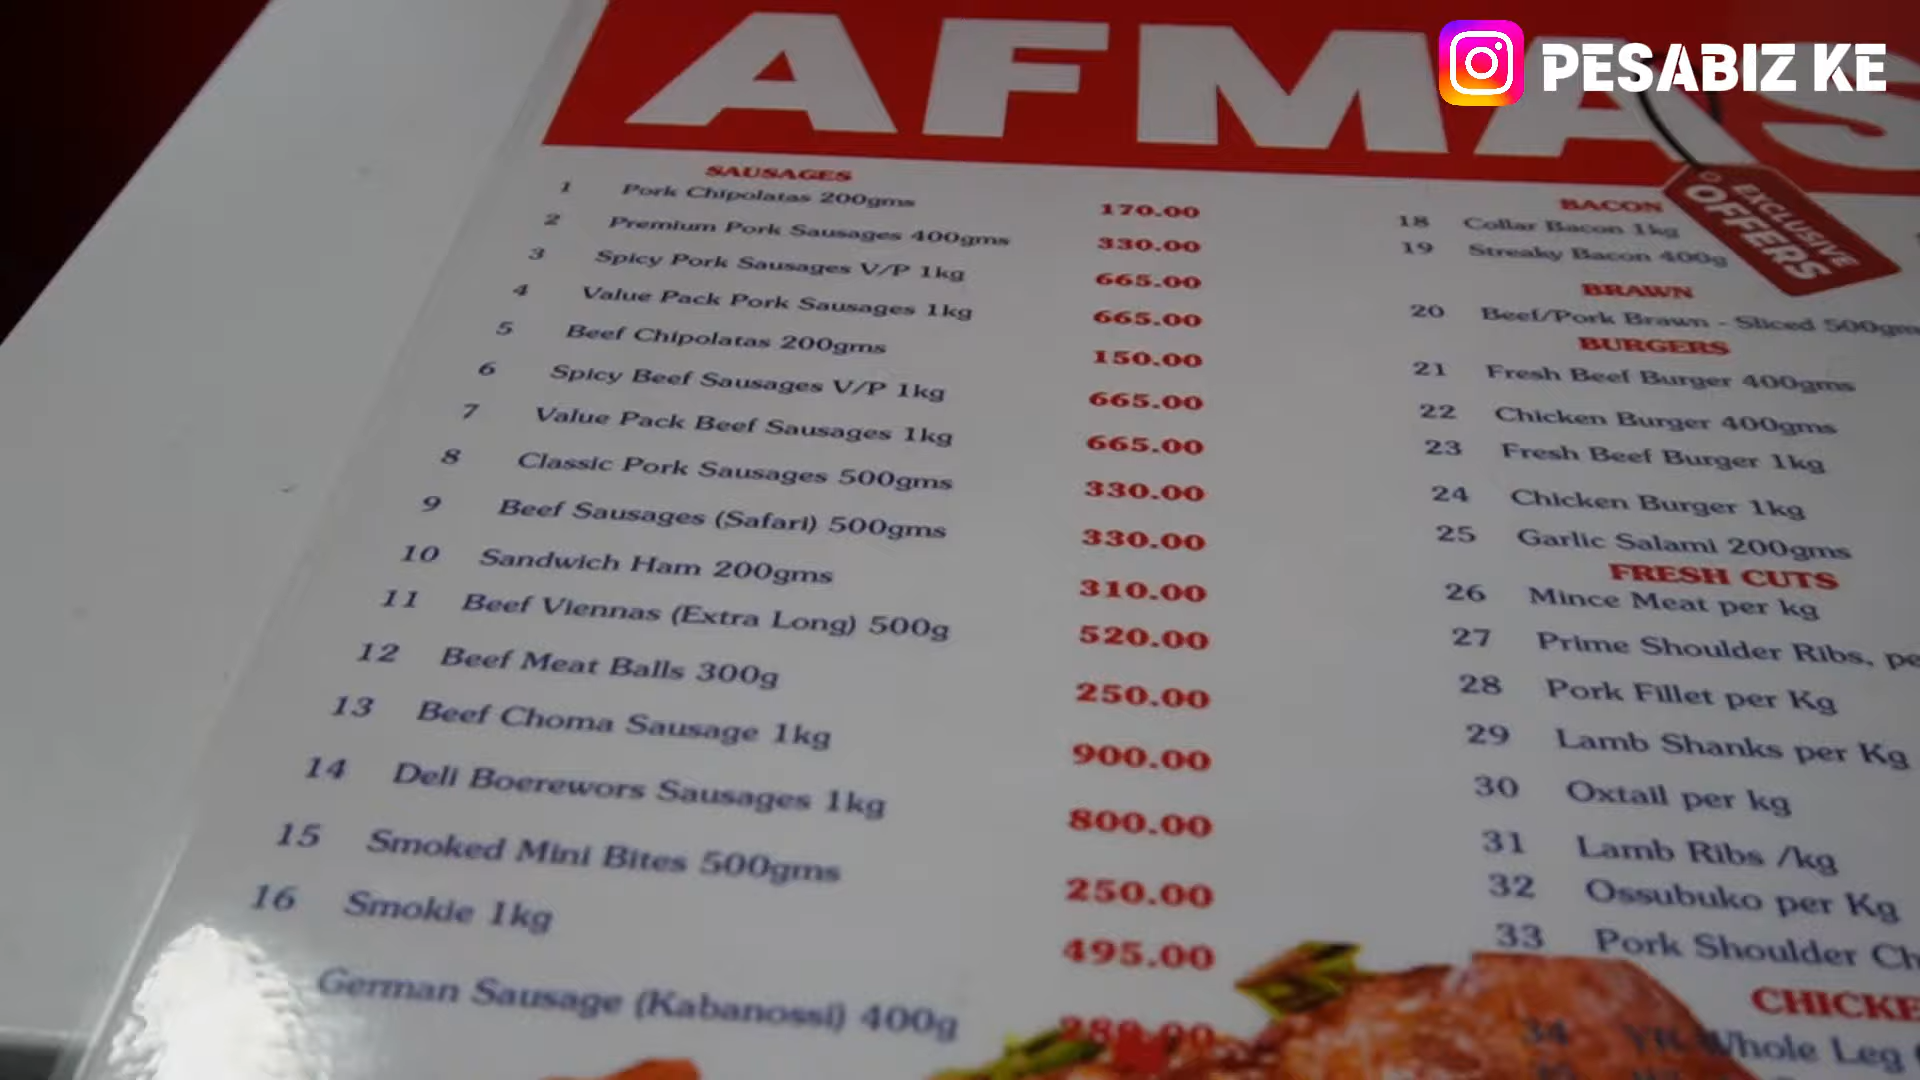 AFMAS
PESABIZ KE
EXCLUSIVE
OFFERS
SAUSAGES
1 Pork Chipolatas 200gms 170.00
2 Premium Pork Sausages 400gms 330.00
3 Spicy Pork Sausages V/P 1kg 665.00
4 Value Pack Pork Sausages 1kg 665.00
5 Beef Chipolatas 200gms 150.00
6 Spicy Beef Sausages V/P 1kg 665.00
7 Value Pack Beef Sausages 1kg 665.00
8 Classic Pork Sausages 500gms 330.00
9 Beef Sausages (Safari) 500gms 330.00
10 Sandwich Ham 200gms 310.00
11 Beef Viennas (Extra Long) 500g 520.00
12 Beef Meat Balls 300g 250.00
13 Beef Choma Sausage 1kg 900.00
14 Deli Boerewors Sausages 1kg 800.00
15 Smoked Mini Bites 500gms 250.00
16 Smokie 1kg 495.00
German Sausage (Kabanossi) 400g
BACON
18 Collar Bacon 1kg
19 Streaky Bacon 400g
BRAWN
20 Beef/Pork Brawn - Sliced 500gm
BURGERS
21 Fresh Beef Burger 400gms
22 Chicken Burger 400gms
23 Fresh Beef Burger 1kg
24 Chicken Burger 1kg
25 Garlic Salami 200gms
FRESH CUTS
26 Mince Meat per kg
27 Prime Shoulder Ribs, pe
28 Pork Fillet per Kg
29 Lamb Shanks per Kg
30 Oxtail per kg
31 Lamb Ribs /kg
32 Ossubuko per Kg
33 Pork Shoulder Ch
CHICKE
34 Whole Leg